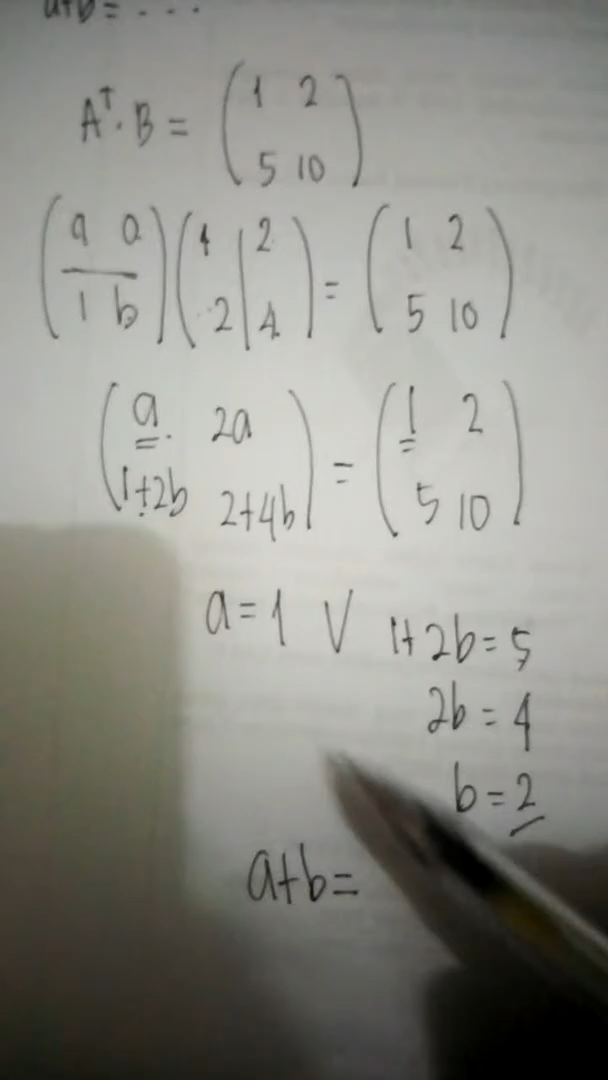 a+b = ...
Aᵀ. B = (1 2
5 10)
(a 0
1 b) (1 2
2 4) = (1 2
5 10)
(a 2a
1+2b 2+4b) = (1 2
5 10)
a = 1 V 1+2b = 5
2b = 4
b = 2
a+b =